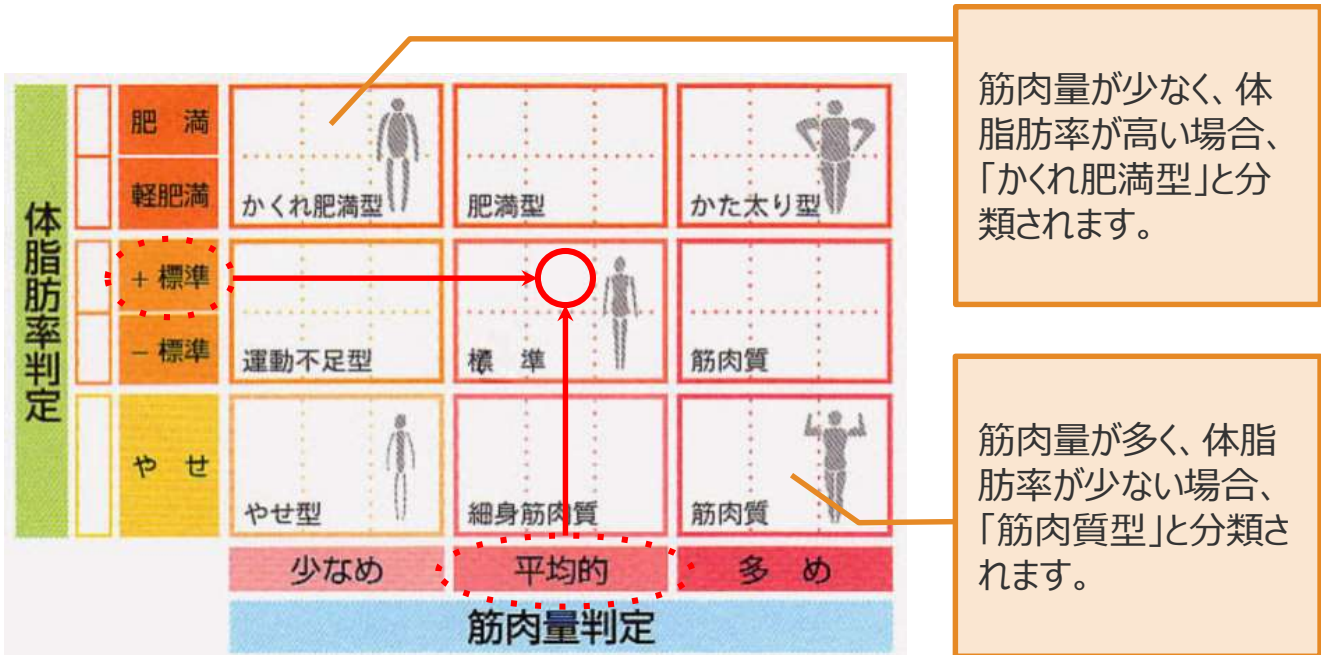 体脂肪率判定
肥 満
軽肥満
+ 標準
- 標準
や せ
かくれ肥満型
肥満型
かた太り型
運動不足型
標 準
筋肉質
やせ型
細身筋肉質
筋肉質
少なめ
平均的
多 め
筋肉量判定
筋肉量が少なく、体
脂肪率が高い場合、
「かくれ肥満型」と分
類されます。
筋肉量が多く、体脂
肪率が少ない場合、
「筋肉質型」と分類さ
れます。